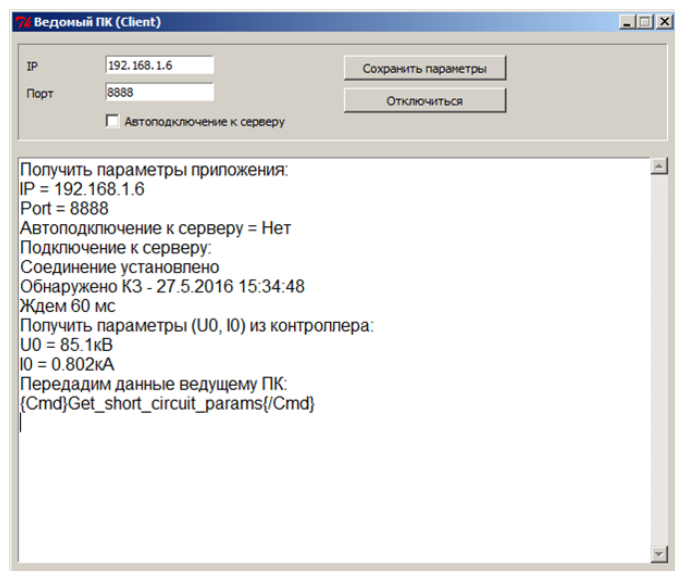 Ведомый ПК (Client)
IP
192.168.1.6
Сохранить параметры
Порт
8888
Отключиться
Автоподключение к серверу
Получить параметры приложения:
IP = 192.168.1.6
Port = 8888
Автоподключение к серверу = Нет
Подключение к серверу:
Соединение установлено
Обнаружено КЗ - 27.5.2016 15:34:48
Ждем 60 мс
Получить параметры (U0, I0) из контроллера:
U0 = 85.1кВ
I0 = 0.802кА
Передадим данные ведущему ПК:
{Cmd}Get_short_circuit_params{/Cmd}